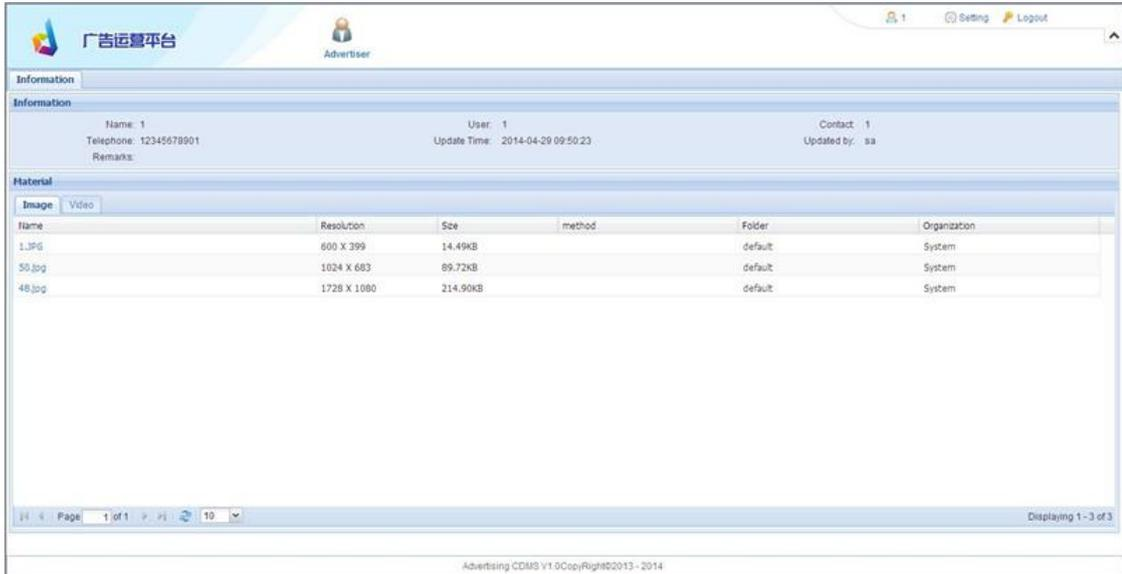 1 Setting Logout
广告运营平台
Advertiser
Information
Information
Name: 1 User: 1 Contact: 1
Telephone: 12345678901 Update Time: 2014-04-29 09:50:23 Updated by: sa
Remarks:
Material
Image Video
Name Resolution Size method Folder Organization
1.JPG 600 X 399 14.49KB default System
50.jpg 1024 X 683 89.72KB default System
48.jpg 1728 X 1080 214.90KB default System
Page 1 of 1 10 Displaying 1 - 3 of 3
Advertising CDMS V1.0CopyRight©2013 - 2014